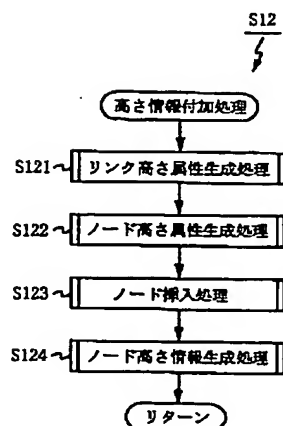 S12
高さ情報付加処理
S121 リンク高さ属性生成処理
S122 ノード高さ属性生成処理
S123 ノード挿入処理
S124 ノード高さ情報生成処理
リターン